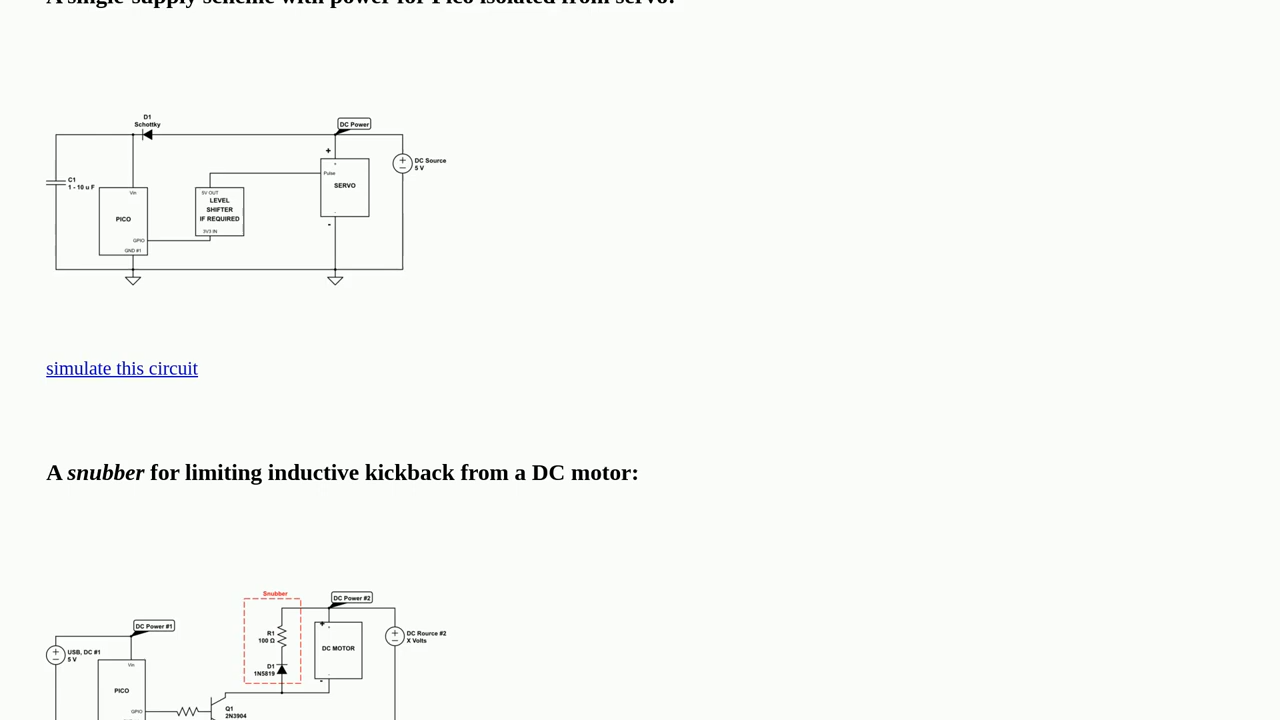 A single-supply scheme with power for Pico isolated from servo:
D1
Schottky
DC Power
+
DC Source
5 V
C1
1 - 10 u F
Vin
PICO
GPIO
GND #1
5V OUT
LEVEL
SHIFTER
IF REQUIRED
3V3 IN
Pulse
SERVO
-
simulate this circuit
A snubber for limiting inductive kickback from a DC motor:
Snubber
DC Power #2
DC Power #1
R1
100 Ω
D1
1N5819
+
DC MOTOR
-
DC Rource #2
X Volts
USB, DC #1
5 V
Vin
PICO
GPIO
Q1
2N3904